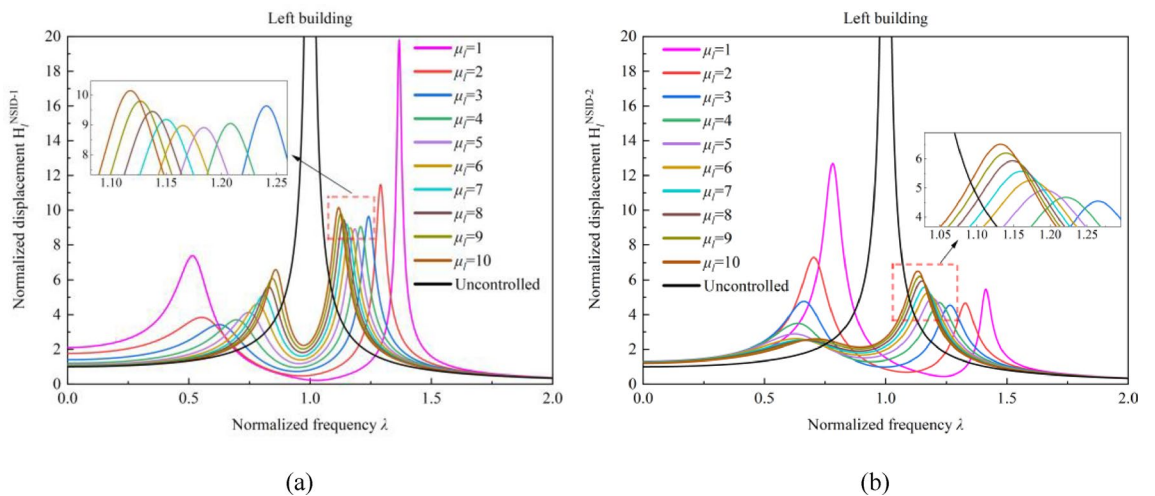 Left building
20
18
16
14
12
10
8
6
4
2
0
Normalized displacement H_l^NSID-1
μ_l=1
μ_l=2
μ_l=3
μ_l=4
μ_l=5
μ_l=6
μ_l=7
μ_l=8
μ_l=9
μ_l=10
Uncontrolled
10
9
8
1.10 1.15 1.20 1.25
0.0 0.5 1.0 1.5 2.0
Normalized frequency λ
(a)
Left building
20
18
16
14
12
10
8
6
4
2
0
Normalized displacement H_l^NSID-2
μ_l=1
μ_l=2
μ_l=3
μ_l=4
μ_l=5
μ_l=6
μ_l=7
μ_l=8
μ_l=9
μ_l=10
Uncontrolled
6
5
4
1.05 1.10 1.15 1.20 1.25
0.0 0.5 1.0 1.5 2.0
Normalized frequency λ
(b)